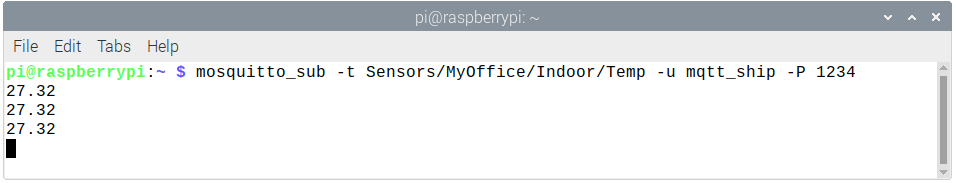 pi@raspberrypi: ~
File Edit Tabs Help
pi@raspberrypi:~ $ mosquitto_sub -t Sensors/MyOffice/Indoor/Temp -u mqtt_ship -P 1234
27.32
27.32
27.32